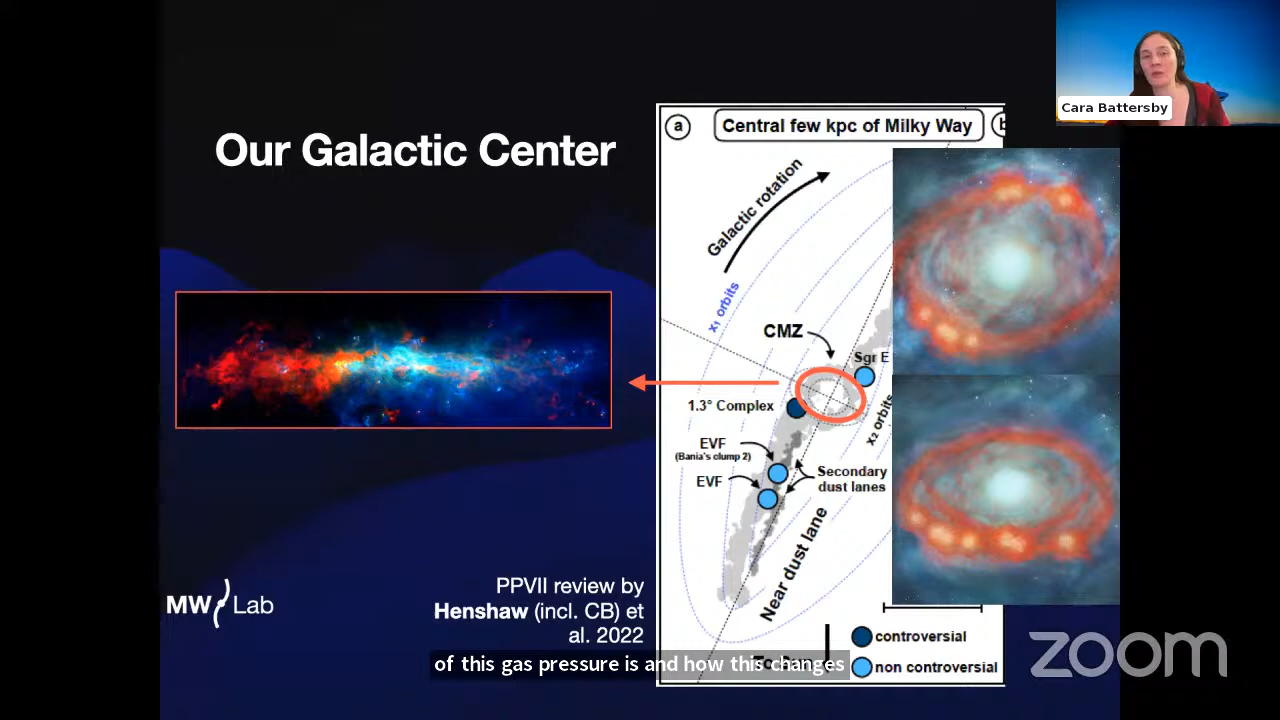 Cara Battersby
Our Galactic Center
a
Central few kpc of Milky Way
Galactic rotation
x1 orbits
CMZ
Sgr E
1.3° Complex
x2 orbits
EVF
(Bania's clump 2)
EVF
Secondary
dust lanes
Near dust lane
controversial
non controversial
MW Lab
PPVII review by
Henshaw (incl. CB) et
al. 2022
of this gas pressure is and how this changes
zoom